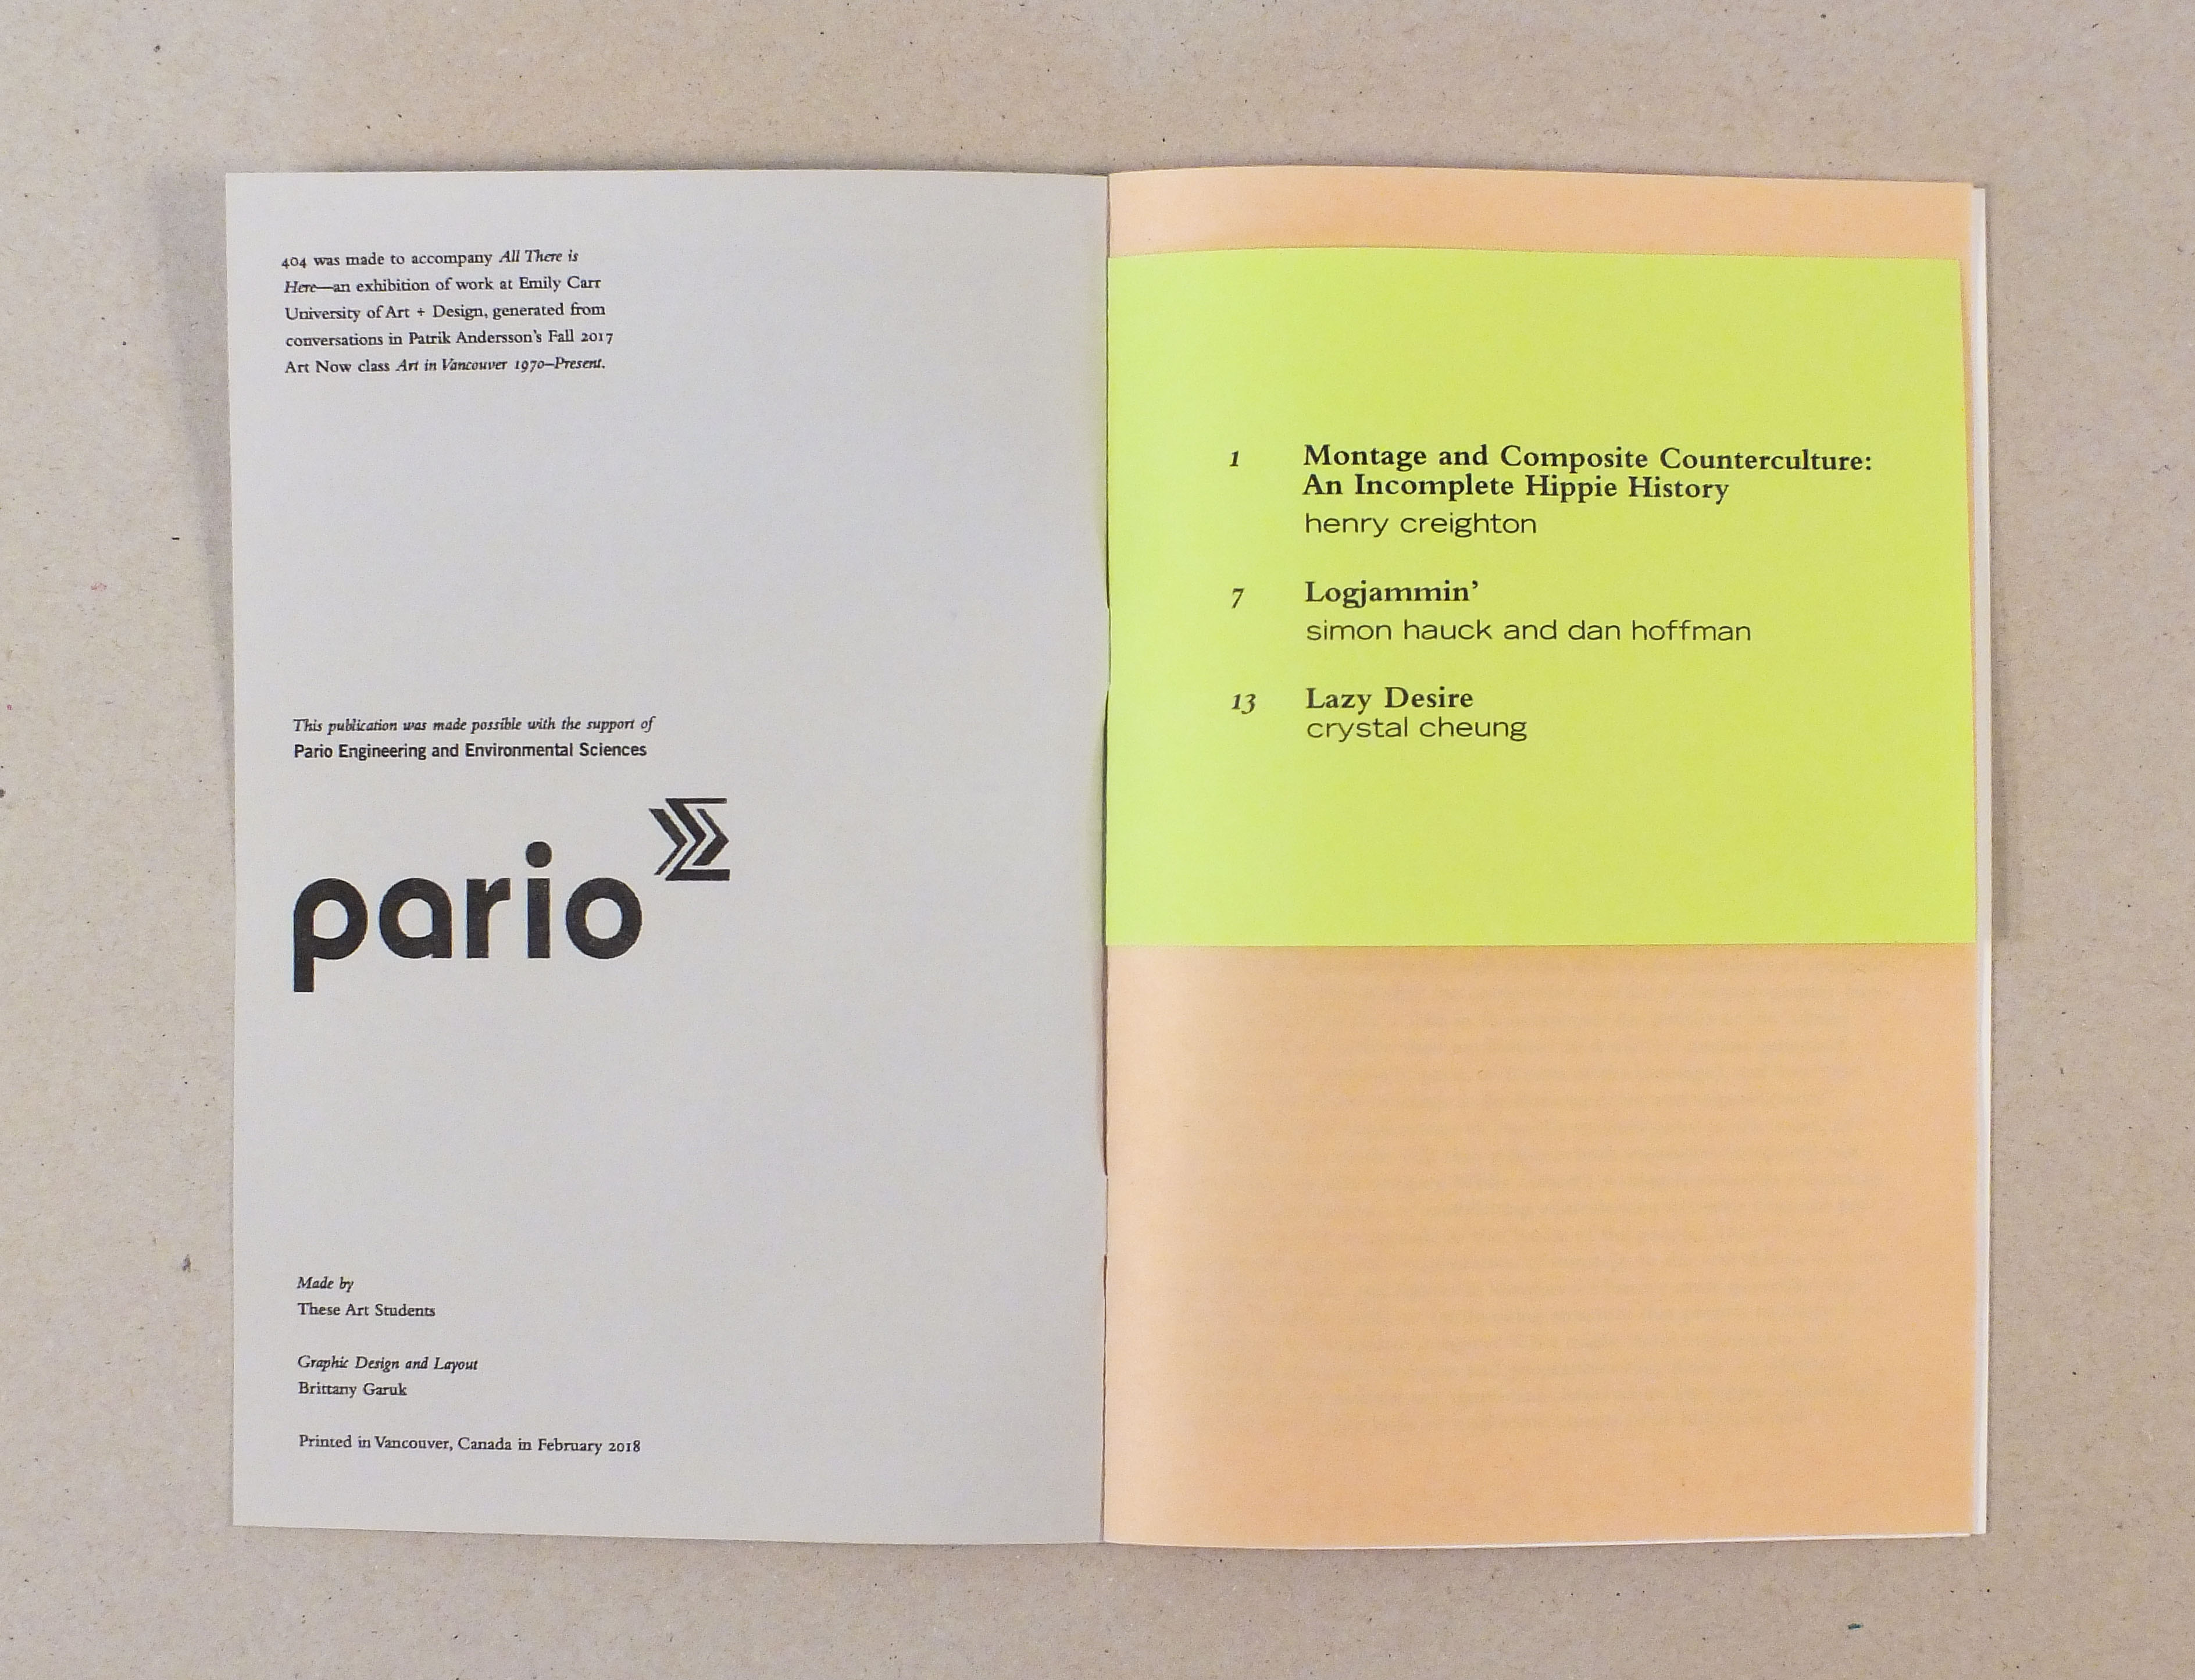 404 was made to accompany All There is
Here—an exhibition of work at Emily Carr
University of Art + Design, generated from
conversations in Patrik Andersson's Fall 2017
Art Now class Art in Vancouver 1970–Present.
This publication was made possible with the support of
Pario Engineering and Environmental Sciences
pario
Made by
These Art Students
Graphic Design and Layout
Brittany Garuk
Printed in Vancouver, Canada in February 2018
1 Montage and Composite Counterculture:
An Incomplete Hippie History
henry creighton
7 Logjammin’
simon hauck and dan hoffman
13 Lazy Desire
crystal cheung